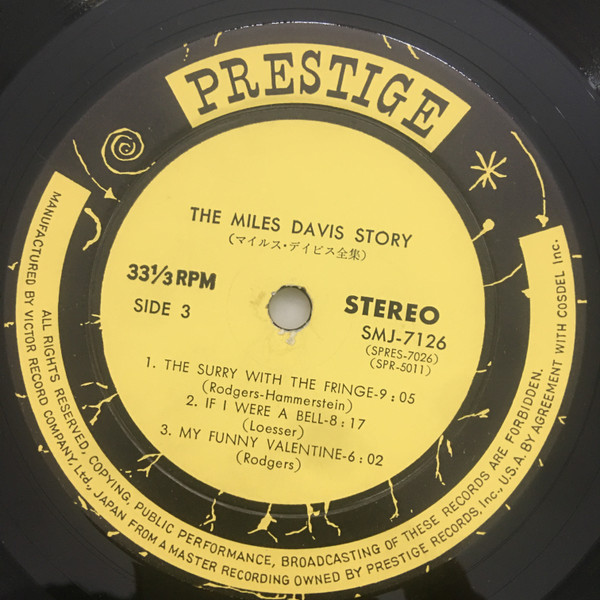 PRESTIGE
THE MILES DAVIS STORY
(マイルス・デイビス全集)
33 1/3 RPM
SIDE 3
STEREO
SMJ-7126
(SPRES-7026)
(SPR-5011)
1. THE SURRY WITH THE FRINGE-9:05
(Rodgers-Hammerstein)
2. IF I WERE A BELL-8:17
(Loesser)
3. MY FUNNY VALENTINE-6:02
(Rodgers)
ALL RIGHTS RESERVED, COPYING, PUBLIC PERFORMANCE, BROADCASTING OF THESE RECORDS ARE FORBIDDEN.
MANUFACTURED BY VICTOR RECORD COMPANY, Ltd., JAPAN FROM A MASTER RECORDING OWNED BY PRESTIGE RECORDS, Inc., U.S.A. BY AGREEMENT WITH COSDEL Inc.